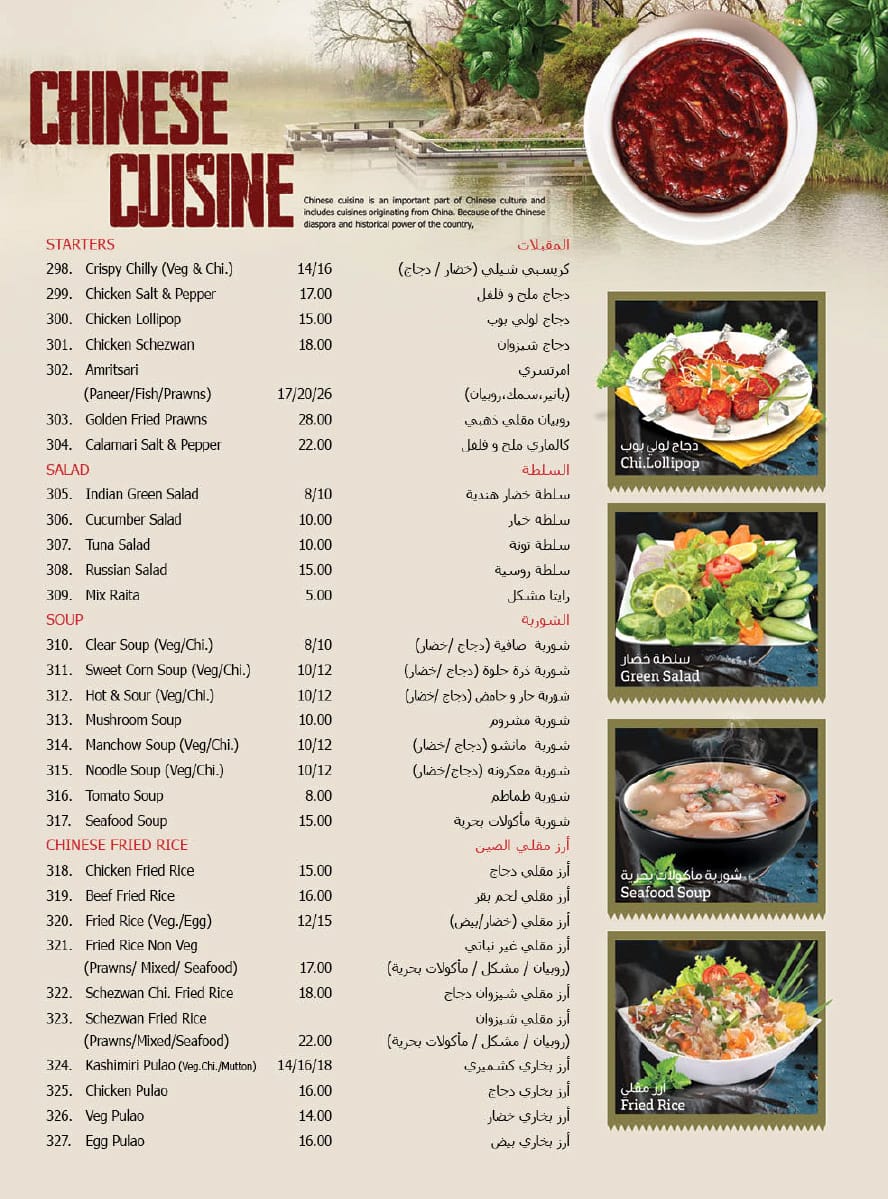 CHINESE
CUISINE
Chinese cuisine is an important part of Chinese culture and
includes cuisines originating from China. Because of the Chinese
diaspora and historical power of the country,
STARTERS المقبلات
298. Crispy Chilly (Veg & Chi.) 14/16 كريسبي شيلي (خضار / دجاج)
299. Chicken Salt & Pepper 17.00 دجاج ملح و فلفل
300. Chicken Lollipop 15.00 دجاج لولي بوب
301. Chicken Schezwan 18.00 دجاج شيزوان
302. Amritsari امرتسري
(Paneer/Fish/Prawns) 17/20/26 (بانير،سمك،روبيان)
303. Golden Fried Prawns 28.00 روبيان مقلي ذهبي
304. Calamari Salt & Pepper 22.00 كالماري ملح و فلفل
SALAD السلطة
305. Indian Green Salad 8/10 سلطة خضار هندية
306. Cucumber Salad 10.00 سلطة خيار
307. Tuna Salad 10.00 سلطة تونة
308. Russian Salad 15.00 سلطة روسية
309. Mix Raita 5.00 رايتا مشكل
SOUP الشوربة
310. Clear Soup (Veg/Chi.) 8/10 شوربة صافية (دجاج /خضار)
311. Sweet Corn Soup (Veg/Chi.) 10/12 شوربة ذرة حلوة (دجاج /خضار)
312. Hot & Sour (Veg/Chi.) 10/12 شوربة حار و حامض (دجاج /خضار)
313. Mushroom Soup 10.00 شوربة مشروم
314. Manchow Soup (Veg/Chi.) 10/12 شوربة مانشو (دجاج /خضار)
315. Noodle Soup (Veg/Chi.) 10/12 شوربة معكرونه (دجاج/خضار)
316. Tomato Soup 8.00 شوربة طماطم
317. Seafood Soup 15.00 شوربة مأكولات بحرية
CHINESE FRIED RICE أرز مقلي الصين
318. Chicken Fried Rice 15.00 أرز مقلي دجاج
319. Beef Fried Rice 16.00 أرز مقلي لحم بقر
320. Fried Rice (Veg./Egg) 12/15 أرز مقلي (خضار/بيض)
321. Fried Rice Non Veg أرز مقلي غير نباتي
(Prawns/ Mixed/ Seafood) 17.00 (روبيان / مشكل / مأكولات بحرية)
322. Schezwan Chi. Fried Rice 18.00 أرز مقلي شيزوان دجاج
323. Schezwan Fried Rice أرز مقلي شيزوان
(Prawns/Mixed/Seafood) 22.00 (روبيان / مشكل / مأكولات بحرية)
324. Kashimiri Pulao (Veg.Chi./Mutton) 14/16/18 أرز بخاري كشميري
325. Chicken Pulao 16.00 أرز بخاري دجاج
326. Veg Pulao 14.00 أرز بخاري خضار
327. Egg Pulao 16.00 أرز بخاري بيض
دجاج لولي بوب
Chi.Lollipop
سلطة خضار
Green Salad
شوربة ماكولات بحرية
Seafood Soup
أرز مقلي
Fried Rice